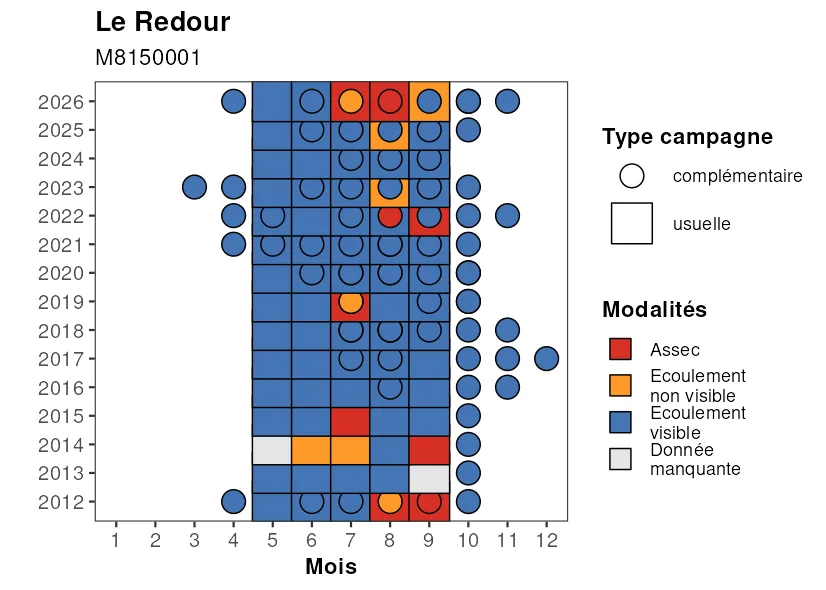 Le Redour
M8150001
2026
2025
2024
2023
2022
2021
2020
2019
2018
2017
2016
2015
2014
2013
2012
1 2 3 4 5 6 7 8 9 10 11 12
Mois
Type campagne
complémentaire
usuelle
Modalités
Assec
Ecoulement
non visible
Ecoulement
visible
Donnée
manquante